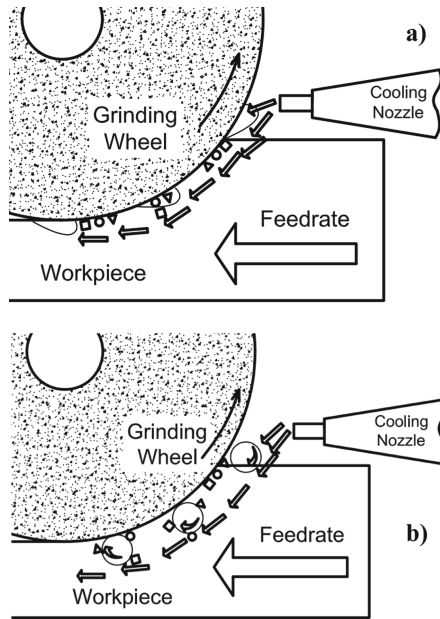 a)
Cooling
Nozzle
Grinding
Wheel
Feedrate
Workpiece
Cooling
Nozzle
Grinding
Wheel
b)
Feedrate
Workpiece